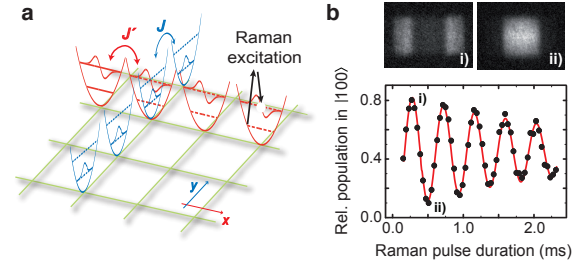 a
J'
J
Raman
excitation
y
x
b
i)
ii)
Rel. population in |100⟩
0.8
0.4
0.0
i)
ii)
0.0
1.0
2.0
Raman pulse duration (ms)